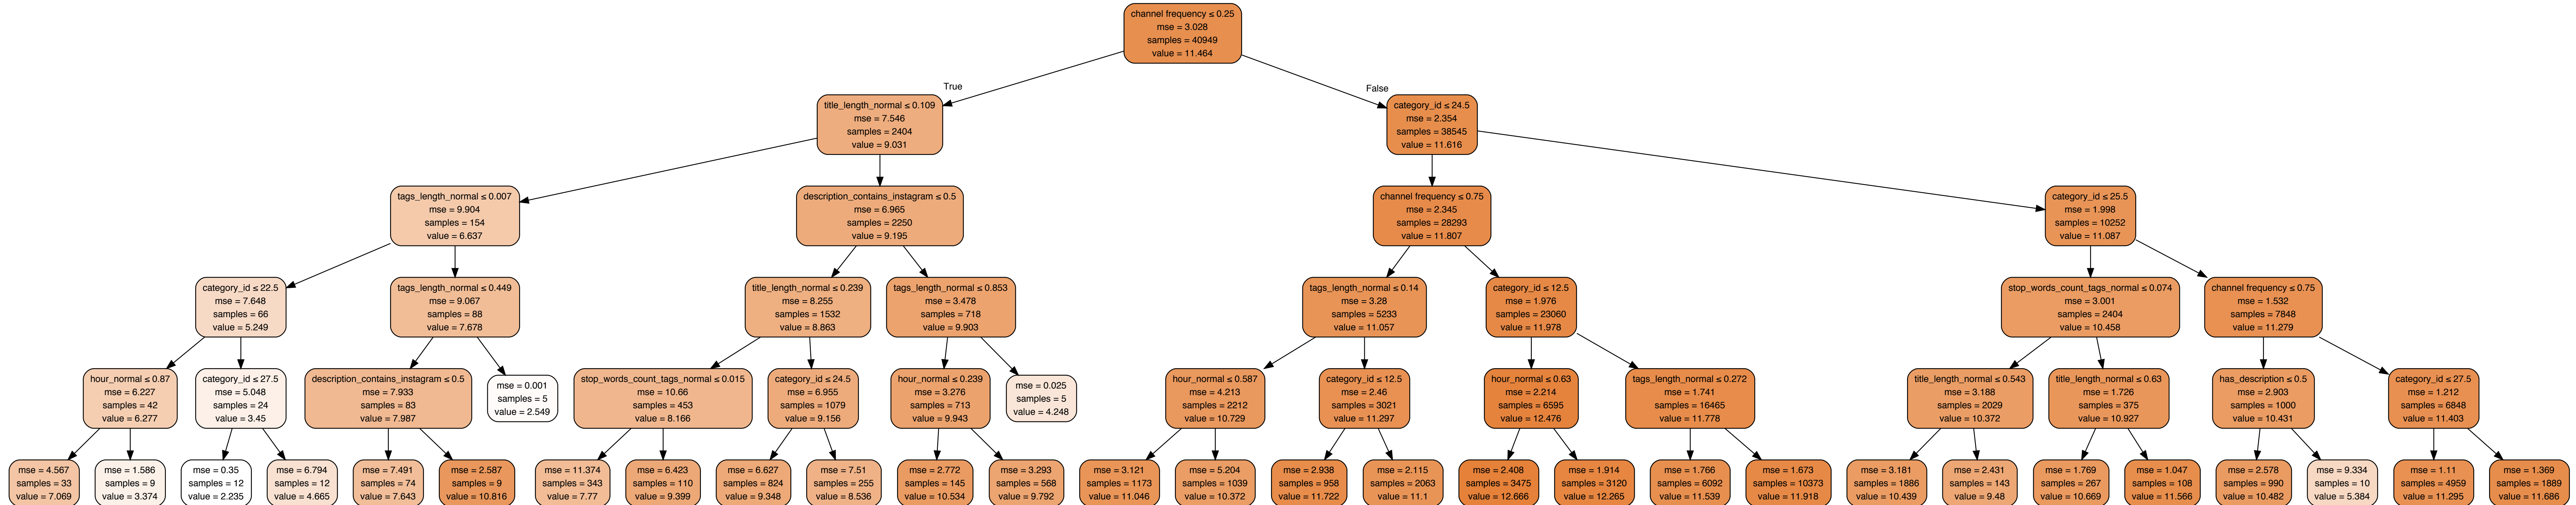 channel frequency ≤ 0.25
mse = 3.028
samples = 40949
value = 11.464
True
False
title_length_normal ≤ 0.109
mse = 7.546
samples = 2404
value = 9.031
category_id ≤ 24.5
mse = 2.354
samples = 38545
value = 11.616
tags_length_normal ≤ 0.007
mse = 9.904
samples = 154
value = 6.637
description_contains_instagram ≤ 0.5
mse = 6.965
samples = 2250
value = 9.195
channel frequency ≤ 0.75
mse = 2.345
samples = 28293
value = 11.807
category_id ≤ 25.5
mse = 1.998
samples = 10252
value = 11.087
category_id ≤ 22.5
mse = 7.648
samples = 66
value = 5.249
tags_length_normal ≤ 0.449
mse = 9.067
samples = 88
value = 7.678
title_length_normal ≤ 0.239
mse = 8.255
samples = 1532
value = 8.863
tags_length_normal ≤ 0.853
mse = 3.478
samples = 718
value = 9.903
tags_length_normal ≤ 0.14
mse = 3.28
samples = 5233
value = 11.057
category_id ≤ 12.5
mse = 1.976
samples = 23060
value = 11.978
stop_words_count_tags_normal ≤ 0.074
mse = 3.001
samples = 2404
value = 10.458
channel frequency ≤ 0.75
mse = 1.532
samples = 7848
value = 11.279
hour_normal ≤ 0.87
mse = 6.227
samples = 42
value = 6.277
category_id ≤ 27.5
mse = 5.048
samples = 24
value = 3.45
description_contains_instagram ≤ 0.5
mse = 7.933
samples = 83
value = 7.987
mse = 0.001
samples = 5
value = 2.549
stop_words_count_tags_normal ≤ 0.015
mse = 10.66
samples = 453
value = 8.166
category_id ≤ 24.5
mse = 6.955
samples = 1079
value = 9.156
hour_normal ≤ 0.239
mse = 3.276
samples = 713
value = 9.943
mse = 0.025
samples = 5
value = 4.248
hour_normal ≤ 0.587
mse = 4.213
samples = 2212
value = 10.729
category_id ≤ 12.5
mse = 2.46
samples = 3021
value = 11.297
hour_normal ≤ 0.63
mse = 2.214
samples = 6595
value = 12.476
tags_length_normal ≤ 0.272
mse = 1.741
samples = 16465
value = 11.778
title_length_normal ≤ 0.543
mse = 3.188
samples = 2029
value = 10.372
title_length_normal ≤ 0.63
mse = 1.726
samples = 375
value = 10.927
has_description ≤ 0.5
mse = 2.903
samples = 1000
value = 10.431
category_id ≤ 27.5
mse = 1.212
samples = 6848
value = 11.403
mse = 4.567
samples = 33
value = 7.069
mse = 1.586
samples = 9
value = 3.374
mse = 0.35
samples = 12
value = 2.235
mse = 6.794
samples = 12
value = 4.665
mse = 7.491
samples = 74
value = 7.643
mse = 2.587
samples = 9
value = 10.816
mse = 11.374
samples = 343
value = 7.77
mse = 6.423
samples = 110
value = 9.399
mse = 6.627
samples = 824
value = 9.348
mse = 7.51
samples = 255
value = 8.536
mse = 2.772
samples = 145
value = 10.534
mse = 3.293
samples = 568
value = 9.792
mse = 3.121
samples = 1173
value = 11.046
mse = 5.204
samples = 1039
value = 10.372
mse = 2.938
samples = 958
value = 11.722
mse = 2.115
samples = 2063
value = 11.1
mse = 2.408
samples = 3475
value = 12.666
mse = 1.914
samples = 3120
value = 12.265
mse = 1.766
samples = 6092
value = 11.539
mse = 1.673
samples = 10373
value = 11.918
mse = 3.181
samples = 1886
value = 10.439
mse = 2.431
samples = 143
value = 9.48
mse = 1.769
samples = 267
value = 10.669
mse = 1.047
samples = 108
value = 11.566
mse = 2.578
samples = 990
value = 10.482
mse = 9.334
samples = 10
value = 5.384
mse = 1.11
samples = 4959
value = 11.295
mse = 1.369
samples = 1889
value = 11.686